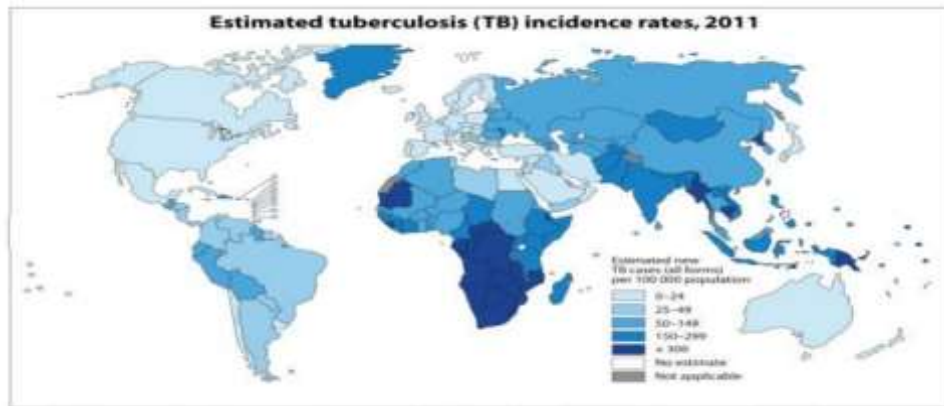 Estimated tuberculosis (TB) incidence rates, 2011
Estimated new
TB cases (all forms)
per 100 000 population
0–24
25–49
50–149
150–299
≥ 300
No estimate
Not applicable